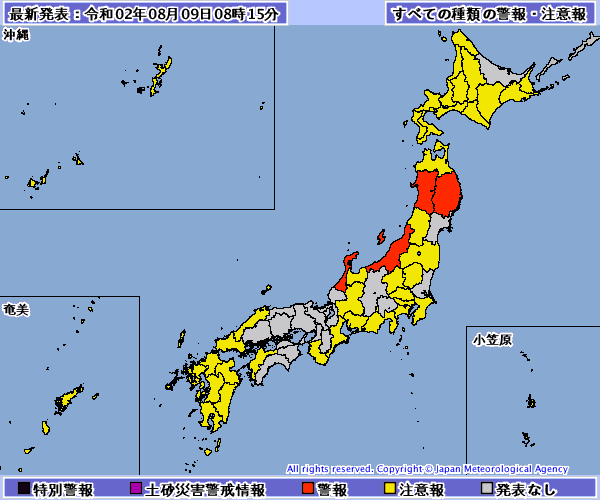 最新発表：令和02年08月09日08時15分
すべての種類の警報・注意報
沖縄
奄美
小笠原
All rights reserved. Copyright © Japan Meteorological Agency
特別警報
土砂災害警戒情報
警報
注意報
発表なし